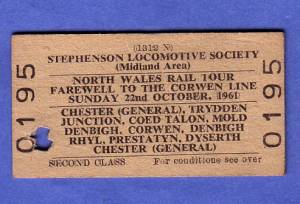 (1312 N)
STEPHENSON LOCOMOTIVE SOCIETY
(Midland Area)
NORTH WALES RAIL TOUR
FAREWELL TO THE CORWEN LINE
SUNDAY 22nd OCTOBER, 1961
CHESTER (GENERAL), TRYDDEN
JUNCTION, COED TALON, MOLD
DENBIGH, CORWEN, DENBIGH
RHYL, PRESTATYN, DYSERTH
CHESTER (GENERAL)
SECOND CLASS For conditions see over
0195
0195